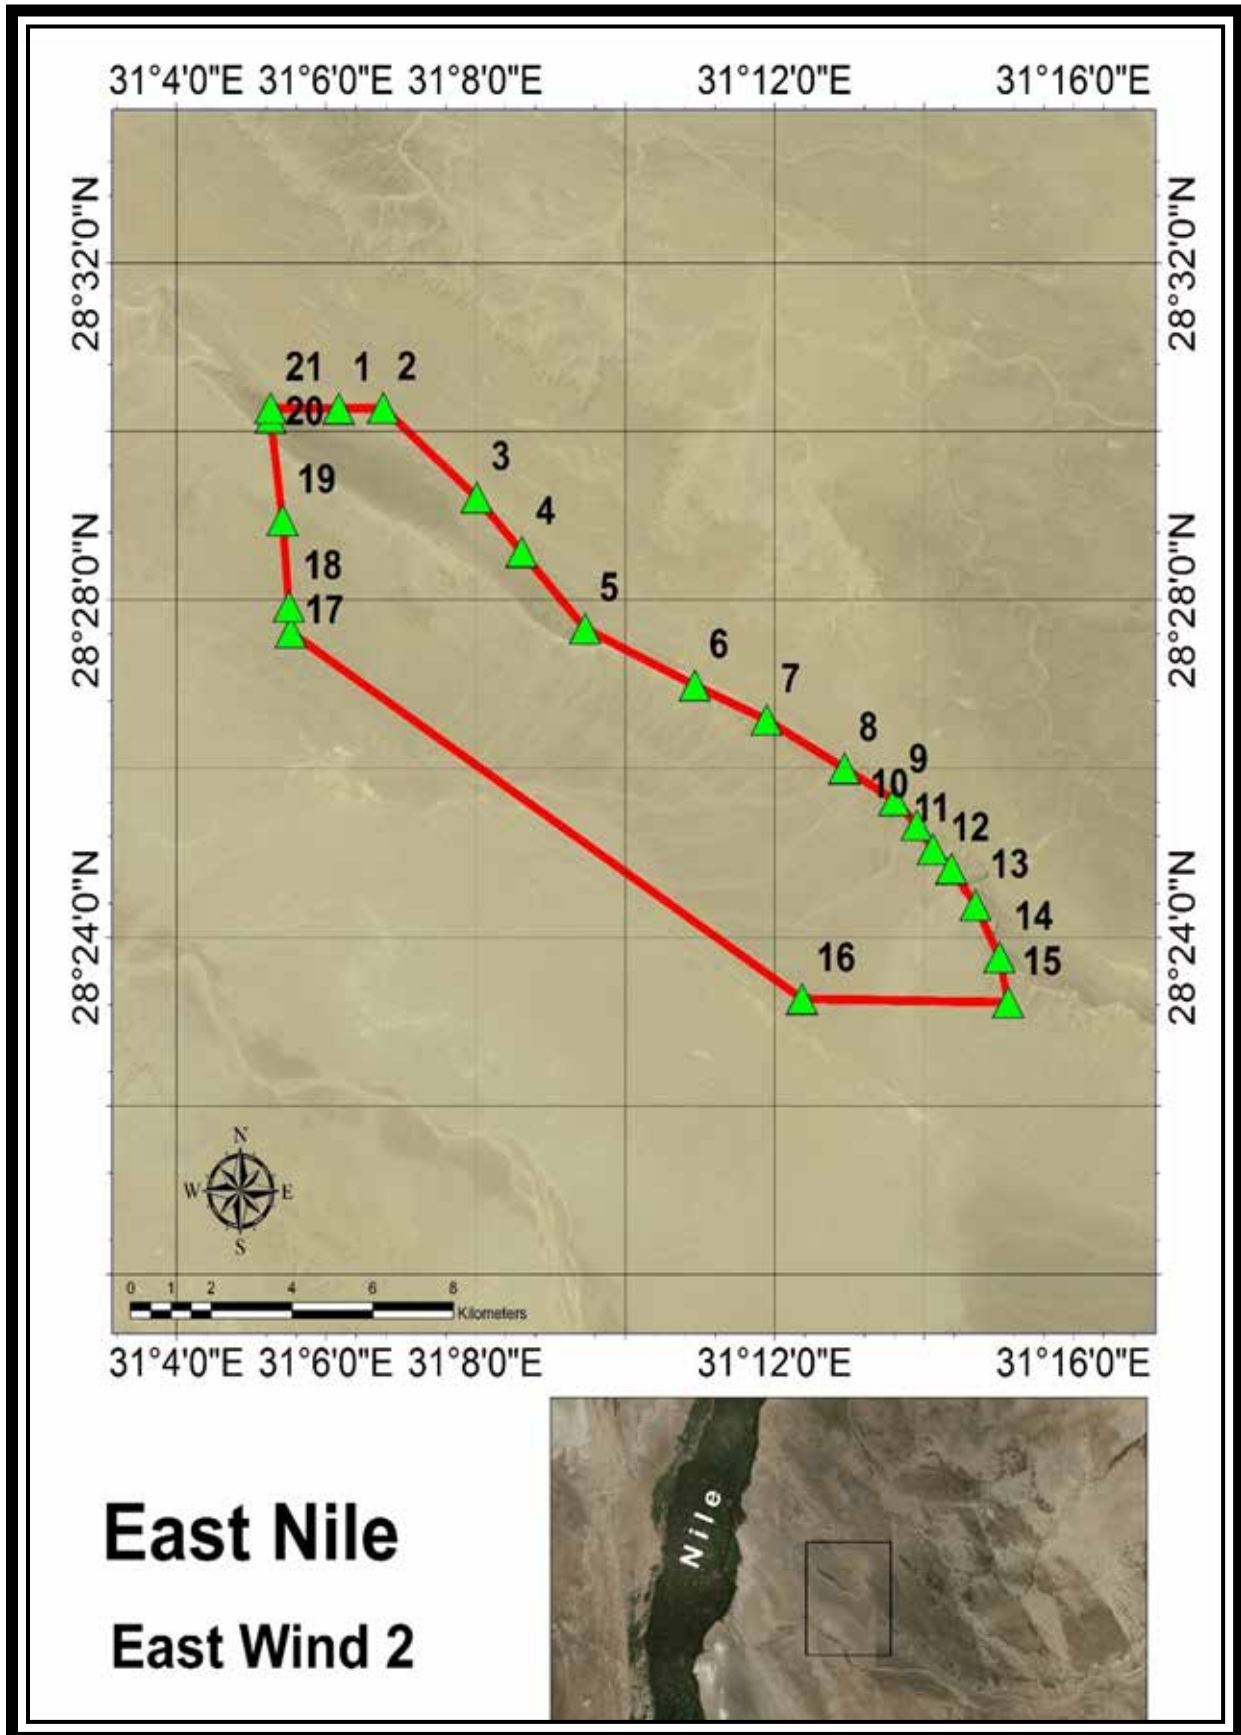 31°4'0"E 31°6'0"E 31°8'0"E 31°12'0"E 31°16'0"E
28°32'0"N
28°32'0"N
21 1 2
20
3
19
4
28°28'0"N
28°28'0"N
18
17
5
6
7
8
9
10
11
12
13
28°24'0"N
28°24'0"N
14
15
16
N
W E
S
0 1 2 4 6 8
Kilometers
31°4'0"E 31°6'0"E 31°8'0"E 31°12'0"E 31°16'0"E
Nile
East Nile
East Wind 2